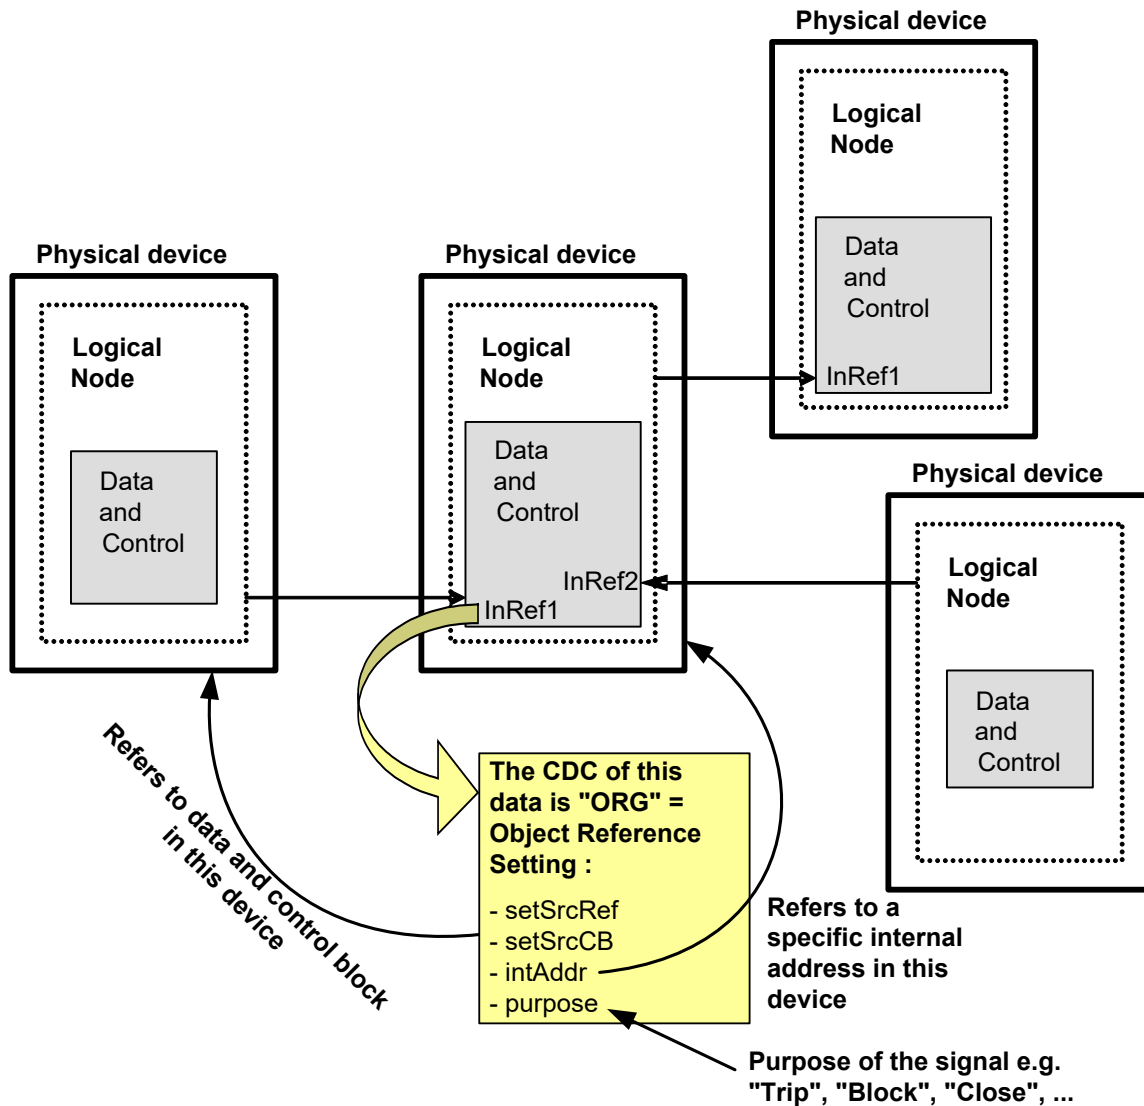 Physical device
Logical
Node
Data
and
Control
InRef1
Physical device
Logical
Node
Data
and
Control
Physical device
Logical
Node
Data
and
Control
InRef2
InRef1
Physical device
Logical
Node
Data
and
Control
Refers to data and control block
in this device
The CDC of this
data is "ORG" =
Object Reference
Setting :
- setSrcRef
- setSrcCB
- intAddr
- purpose
Refers to a
specific internal
address in this
device
Purpose of the signal e.g.
"Trip", "Block", "Close", ...